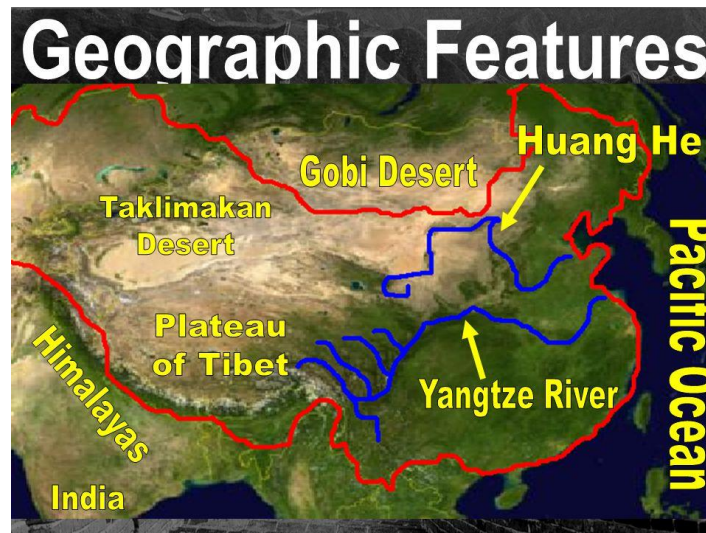 Geographic Features
Huang He
Gobi Desert
Taklimakan
Desert
Pacific Ocean
Plateau
of Tibet
Himalayas
Yangtze River
India